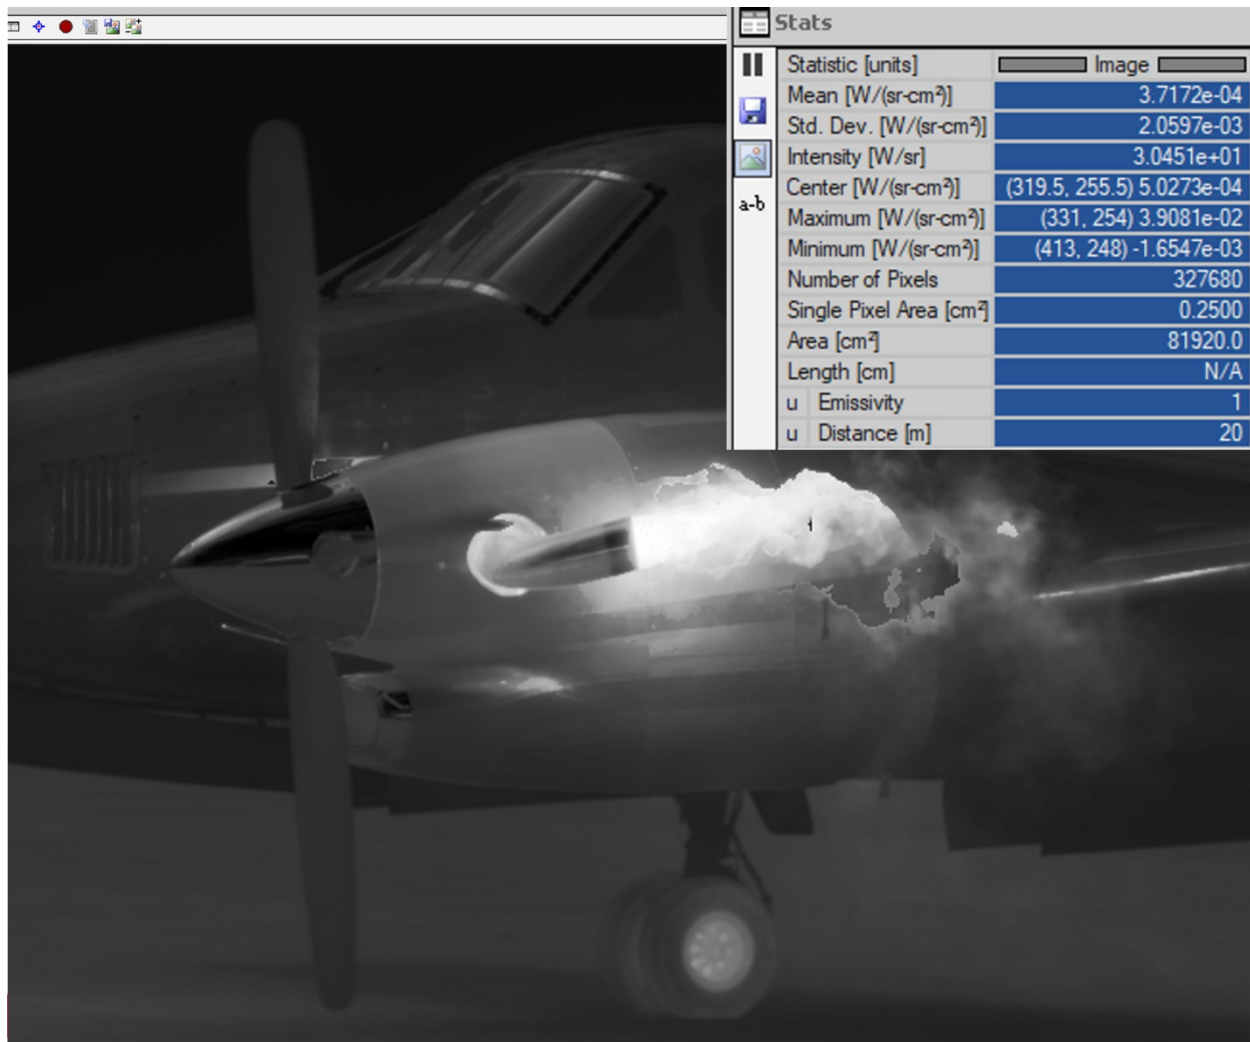 Stats
Statistic [units] Image
Mean [W/(sr-cm²)] 3.7172e-04
Std. Dev. [W/(sr-cm²)] 2.0597e-03
Intensity [W/sr] 3.0451e+01
Center [W/(sr-cm²)] (319.5, 255.5) 5.0273e-04
Maximum [W/(sr-cm²)] (331, 254) 3.9081e-02
Minimum [W/(sr-cm²)] (413, 248) -1.6547e-03
Number of Pixels 327680
Single Pixel Area [cm²] 0.2500
Area [cm²] 81920.0
Length [cm] N/A
u Emissivity 1
u Distance [m] 20
a-b